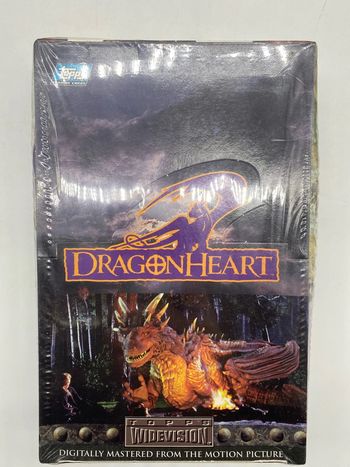 Topps
DRAGONHEART
TOPPS
WIDEVISION
DIGITALLY MASTERED FROM THE MOTION PICTURE